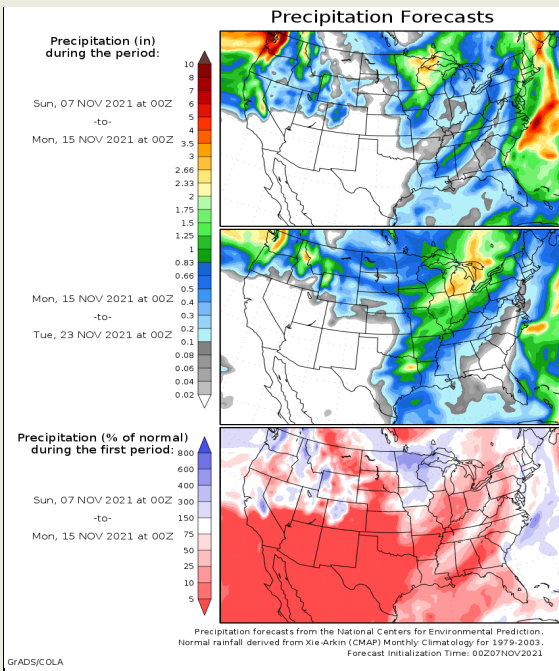 Precipitation Forecasts
Precipitation (in)
during the period:
Sun, 07 NOV 2021 at 00Z
-to-
Mon, 15 NOV 2021 at 00Z
10
8
7
6
5
4
3.5
3
2.66
2.33
2
1.75
1.5
1.25
1
0.83
0.66
0.5
0.4
0.3
0.2
0.1
0.08
0.06
0.04
0.02
Mon, 15 NOV 2021 at 00Z
-to-
Tue, 23 NOV 2021 at 00Z
Precipitation (% of normal)
during the first period:
Sun, 07 NOV 2021 at 00Z
-to-
Mon, 15 NOV 2021 at 00Z
800
600
400
300
150
75
50
25
10
5
Precipitation forecasts from the National Centers for Environmental Prediction.
Normal rainfall derived from Xie-Arkin (CMAP) Monthly Climatology for 1979-2003.
Forecast Initialization Time: 00Z07NOV2021
GrADS/COLA